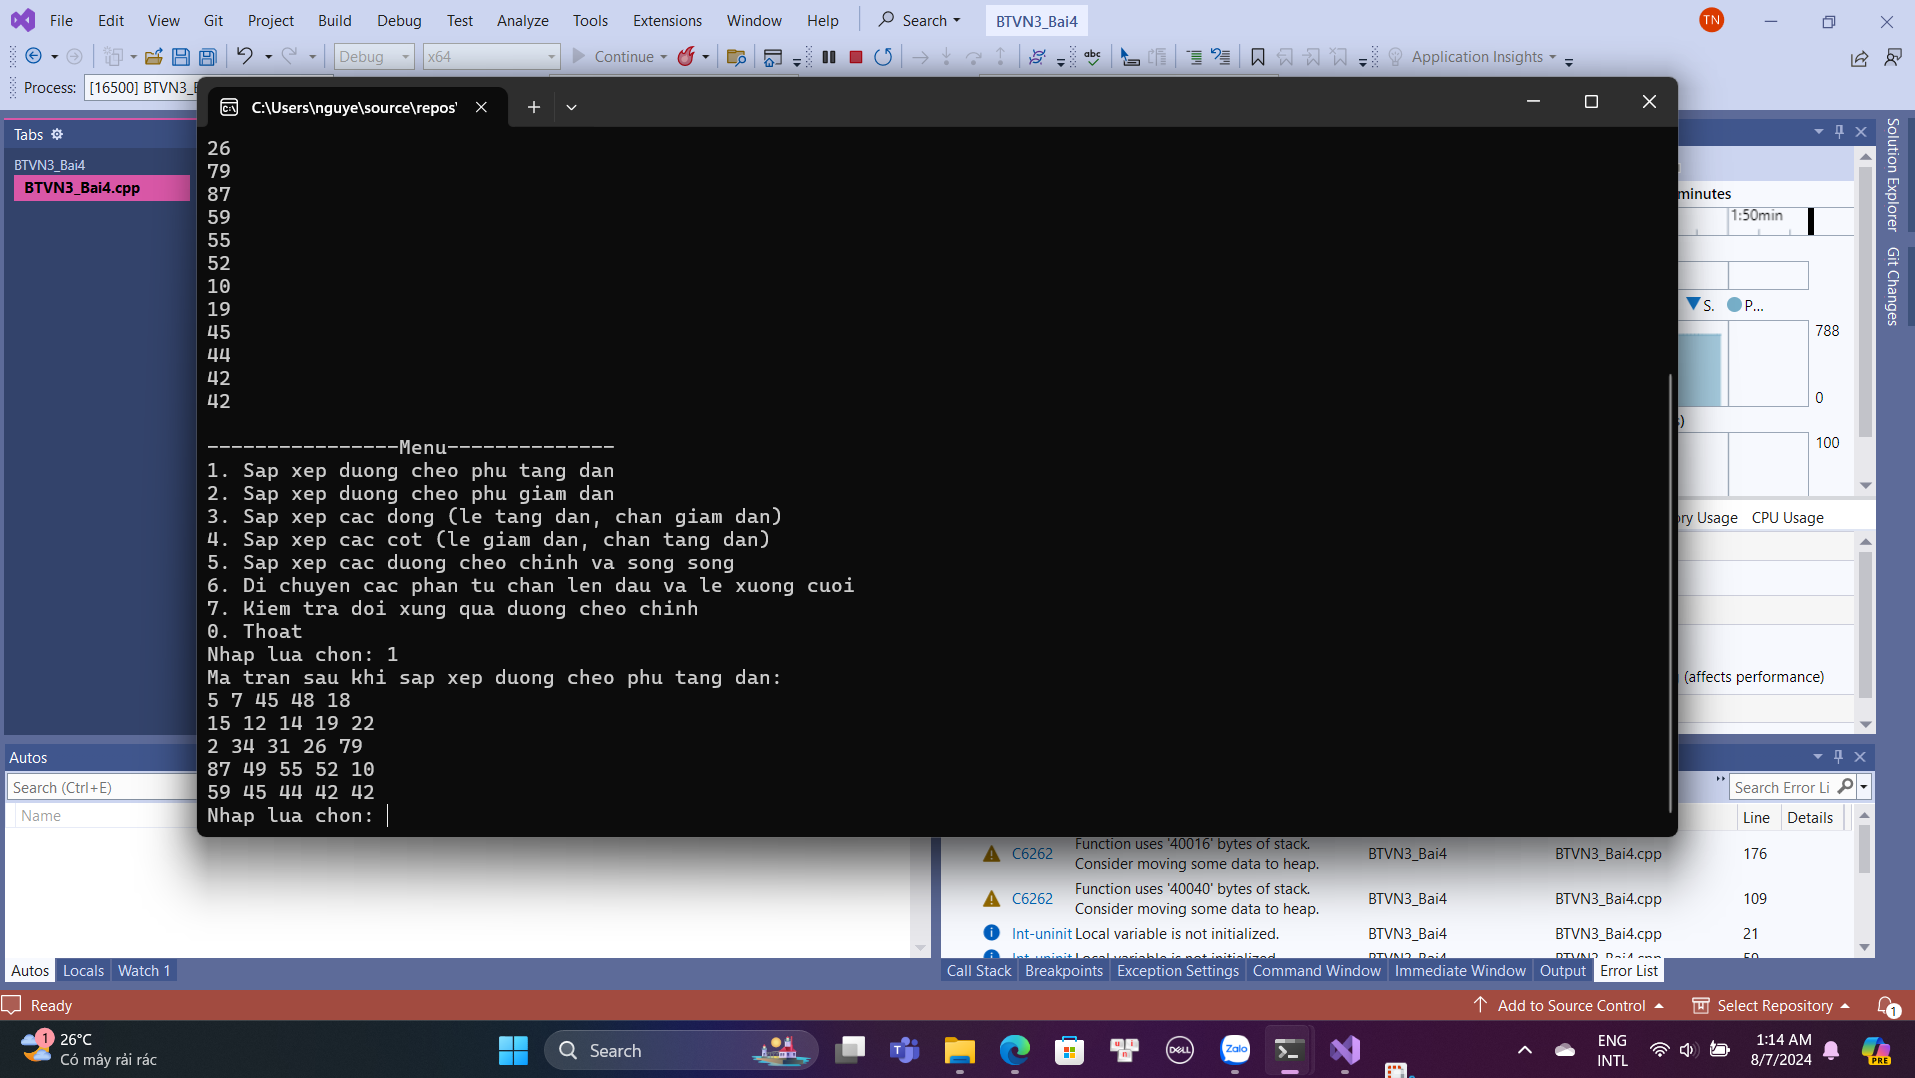 File Edit View Git Project Build Debug Test Analyze Tools Extensions Window Help Search BTVN3_Bai4 TN
Debug x64 Continue Application Insights
Process: [16500] BTVN3_B
C:\Users\nguye\source\repos\
Tabs
BTVN3_Bai4
BTVN3_Bai4.cpp
26
79
87
59
55
52
10
19
45
44
42
42
----------------Menu--------------
1. Sap xep duong cheo phu tang dan
2. Sap xep duong cheo phu giam dan
3. Sap xep cac dong (le tang dan, chan giam dan)
4. Sap xep cac cot (le giam dan, chan tang dan)
5. Sap xep cac duong cheo chinh va song song
6. Di chuyen cac phan tu chan len dau va le xuong cuoi
7. Kiem tra doi xung qua duong cheo chinh
0. Thoat
Nhap lua chon: 1
Ma tran sau khi sap xep duong cheo phu tang dan:
5 7 45 48 18
15 12 14 19 22
2 34 31 26 79
87 49 55 52 10
59 45 44 42 42
Nhap lua chon:
minutes
1:50min
S. P...
788
0
100
ory Usage CPU Usage
(affects performance)
Solution Explorer
Git Changes
Autos
Search (Ctrl+E)
Name
Autos Locals Watch 1
Search Error Li
Line Details
C6262 Function uses '40016' bytes of stack. Consider moving some data to heap. BTVN3_Bai4 BTVN3_Bai4.cpp 176
C6262 Function uses '40040' bytes of stack. Consider moving some data to heap. BTVN3_Bai4 BTVN3_Bai4.cpp 109
Int-uninit Local variable is not initialized. BTVN3_Bai4 BTVN3_Bai4.cpp 21
Call Stack Breakpoints Exception Settings Command Window Immediate Window Output Error List
Ready
Add to Source Control Select Repository 1
1 26°C
Có mây rải rác
Search
Zalo
DELL
ENG
INTL
1:14 AM
8/7/2024
PRE